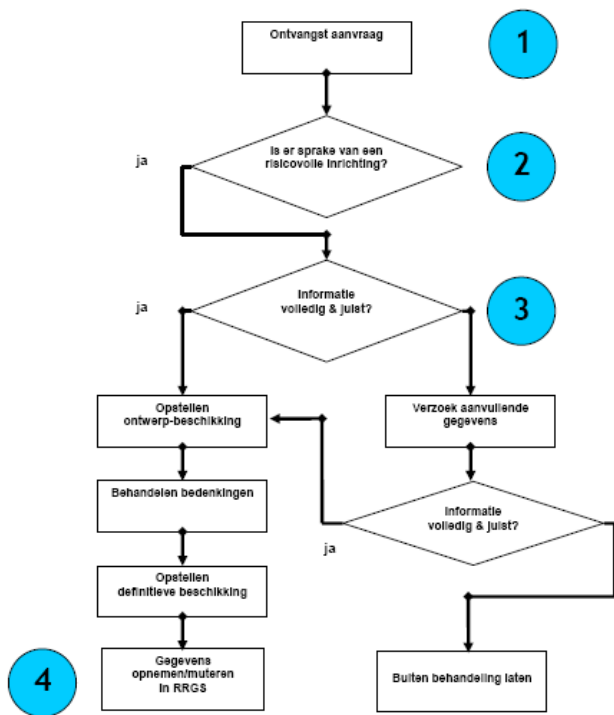 Ontvangst aanvraag
1
Is er sprake van een
risicovolle inrichting?
ja
2
Informatie
volledig & juist?
ja
3
Opstellen
ontwerp-beschikking
Verzoek aanvullende
gegevens
Behandelen bedenkingen
Informatie
volledig & juist?
ja
Opstellen
definitieve beschikking
Gegevens
opnemen/muteren
in RRGS
4
Buiten behandeling laten